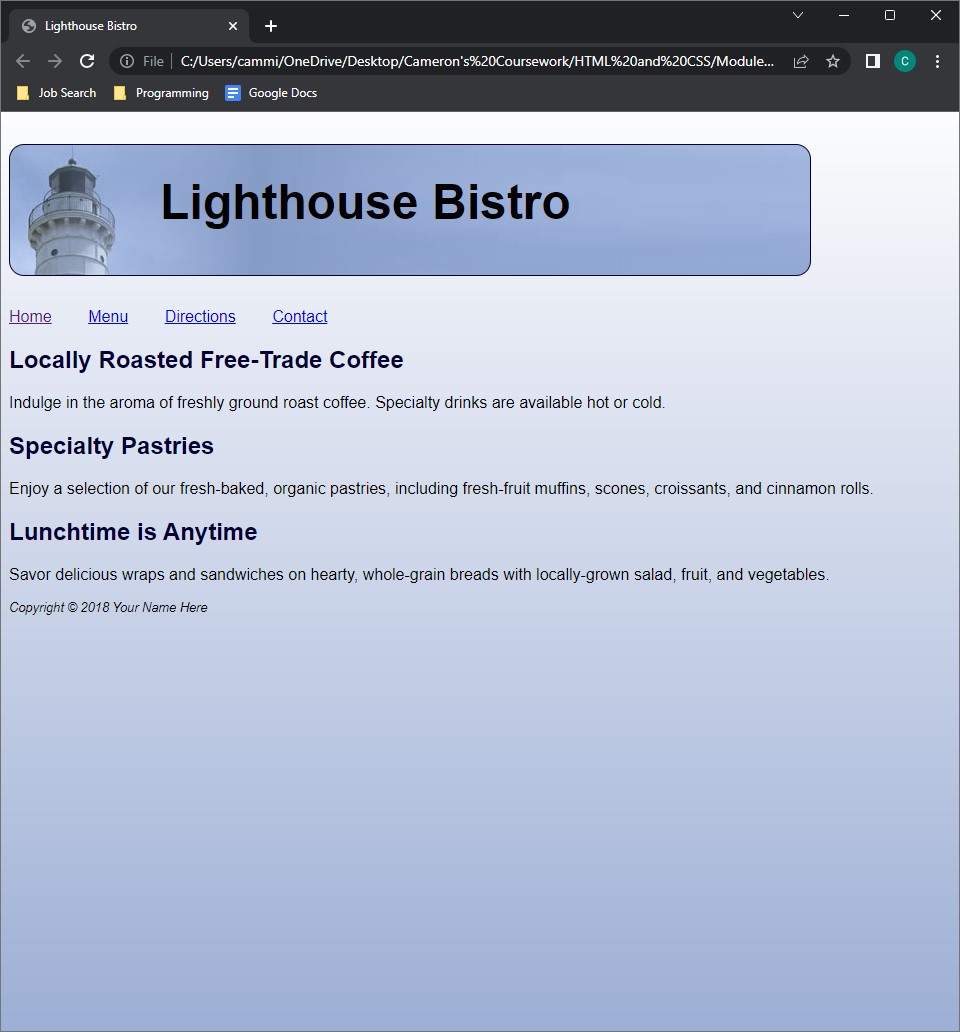 Lighthouse Bistro
File C:/Users/cammi/OneDrive/Desktop/Cameron's%20Coursework/HTML%20and%20CSS/Module... C
Job Search Programming Google Docs
Lighthouse Bistro
Home Menu Directions Contact
Locally Roasted Free-Trade Coffee
Indulge in the aroma of freshly ground roast coffee. Specialty drinks are available hot or cold.
Specialty Pastries
Enjoy a selection of our fresh-baked, organic pastries, including fresh-fruit muffins, scones, croissants, and cinnamon rolls.
Lunchtime is Anytime
Savor delicious wraps and sandwiches on hearty, whole-grain breads with locally-grown salad, fruit, and vegetables.
Copyright © 2018 Your Name Here